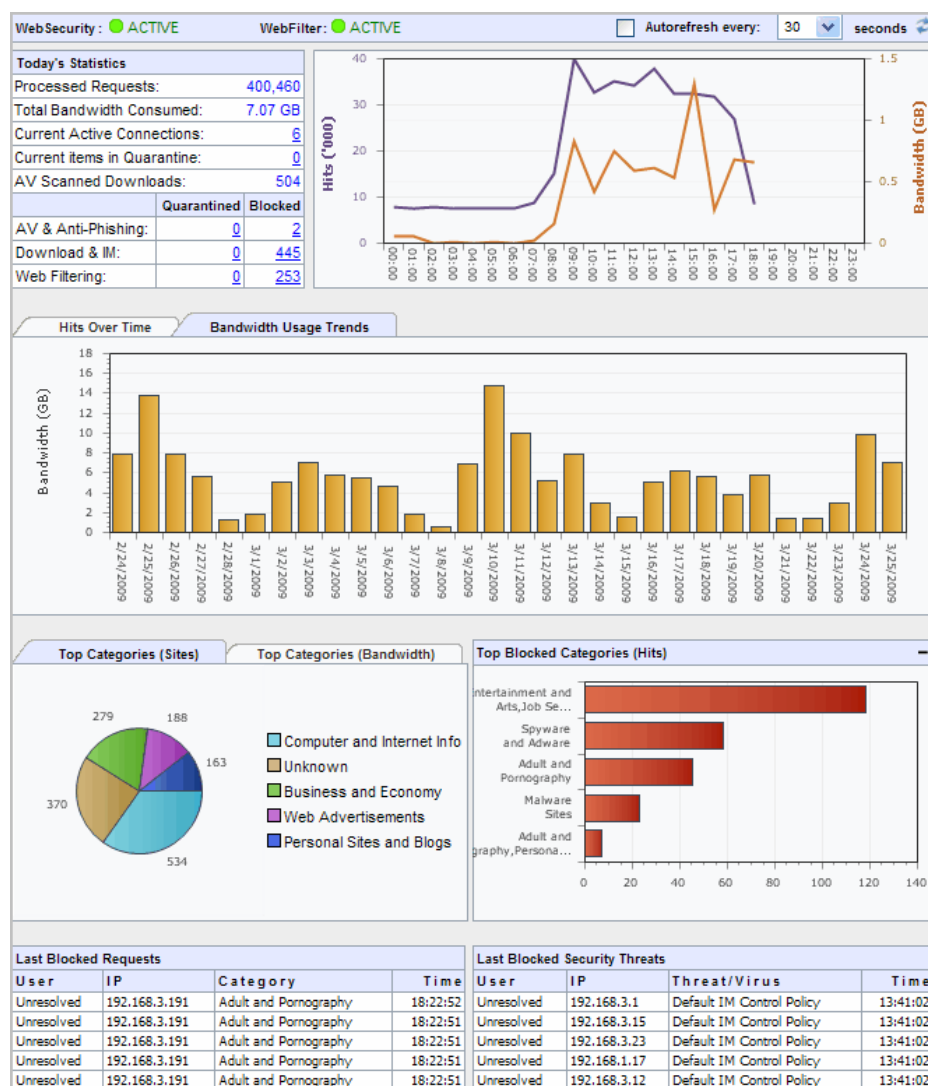 WebSecurity : ACTIVE WebFilter: ACTIVE Autorefresh every: 30 seconds
Today's Statistics
Processed Requests: 400,460
Total Bandwidth Consumed: 7.07 GB
Current Active Connections: 6
Current items in Quarantine: 0
AV Scanned Downloads: 504
Quarantined Blocked
AV & Anti-Phishing: 0 2
Download & IM: 0 445
Web Filtering: 0 253
Hits ('000)
40
30
20
10
0
1.5
1
0.5
0
Bandwidth (GB)
00:00 01:00 02:00 03:00 04:00 05:00 06:00 07:00 08:00 09:00 10:00 11:00 12:00 13:00 14:00 15:00 16:00 17:00 18:00 19:00 20:00 21:00 22:00 23:00
Hits Over Time Bandwidth Usage Trends
Bandwidth (GB)
18
16
14
12
10
8
6
4
2
0
2/24/2009 2/25/2009 2/26/2009 2/27/2009 2/28/2009 3/1/2009 3/2/2009 3/3/2009 3/4/2009 3/5/2009 3/6/2009 3/7/2009 3/8/2009 3/9/2009 3/10/2009 3/11/2009 3/12/2009 3/13/2009 3/14/2009 3/15/2009 3/16/2009 3/17/2009 3/18/2009 3/19/2009 3/20/2009 3/21/2009 3/22/2009 3/23/2009 3/24/2009 3/25/2009
Top Categories (Sites) Top Categories (Bandwidth)
279 188
163
370
534
Computer and Internet Info
Unknown
Business and Economy
Web Advertisements
Personal Sites and Blogs
Top Blocked Categories (Hits)
ntertainment and
Arts,Job Se...
Spyware
and Adware
Adult and
Pornography
Malware
Sites
Adult and
graphy,Persona...
0 20 40 60 80 100 120 140
Last Blocked Requests
User IP Category Time
Unresolved 192.168.3.191 Adult and Pornography 18:22:52
Unresolved 192.168.3.191 Adult and Pornography 18:22:51
Unresolved 192.168.3.191 Adult and Pornography 18:22:51
Unresolved 192.168.3.191 Adult and Pornography 18:22:51
Unresolved 192.168.3.191 Adult and Pornography 18:22:51
Last Blocked Security Threats
User IP Threat/Virus Time
Unresolved 192.168.3.1 Default IM Control Policy 13:41:02
Unresolved 192.168.3.15 Default IM Control Policy 13:41:02
Unresolved 192.168.3.23 Default IM Control Policy 13:41:02
Unresolved 192.168.1.17 Default IM Control Policy 13:41:02
Unresolved 192.168.3.12 Default IM Control Policy 13:41:02